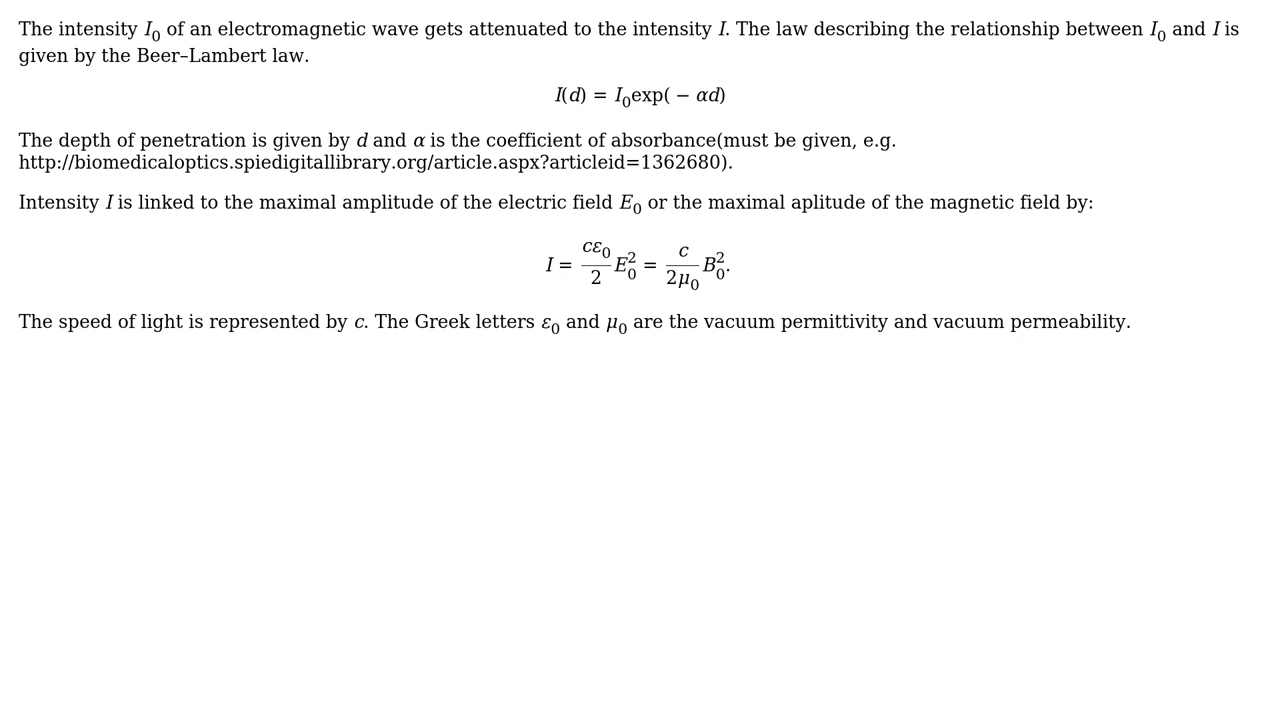 The intensity I₀ of an electromagnetic wave gets attenuated to the intensity I. The law describing the relationship between I₀ and I is
given by the Beer–Lambert law.
I(d) = I₀exp( − αd)
The depth of penetration is given by d and α is the coefficient of absorbance(must be given, e.g.
http://biomedicaloptics.spiedigitallibrary.org/article.aspx?articleid=1362680).
Intensity I is linked to the maximal amplitude of the electric field E₀ or the maximal aplitude of the magnetic field by:
I = cε₀/2 E₀² = c/2μ₀ B₀².
The speed of light is represented by c. The Greek letters ε₀ and μ₀ are the vacuum permittivity and vacuum permeability.